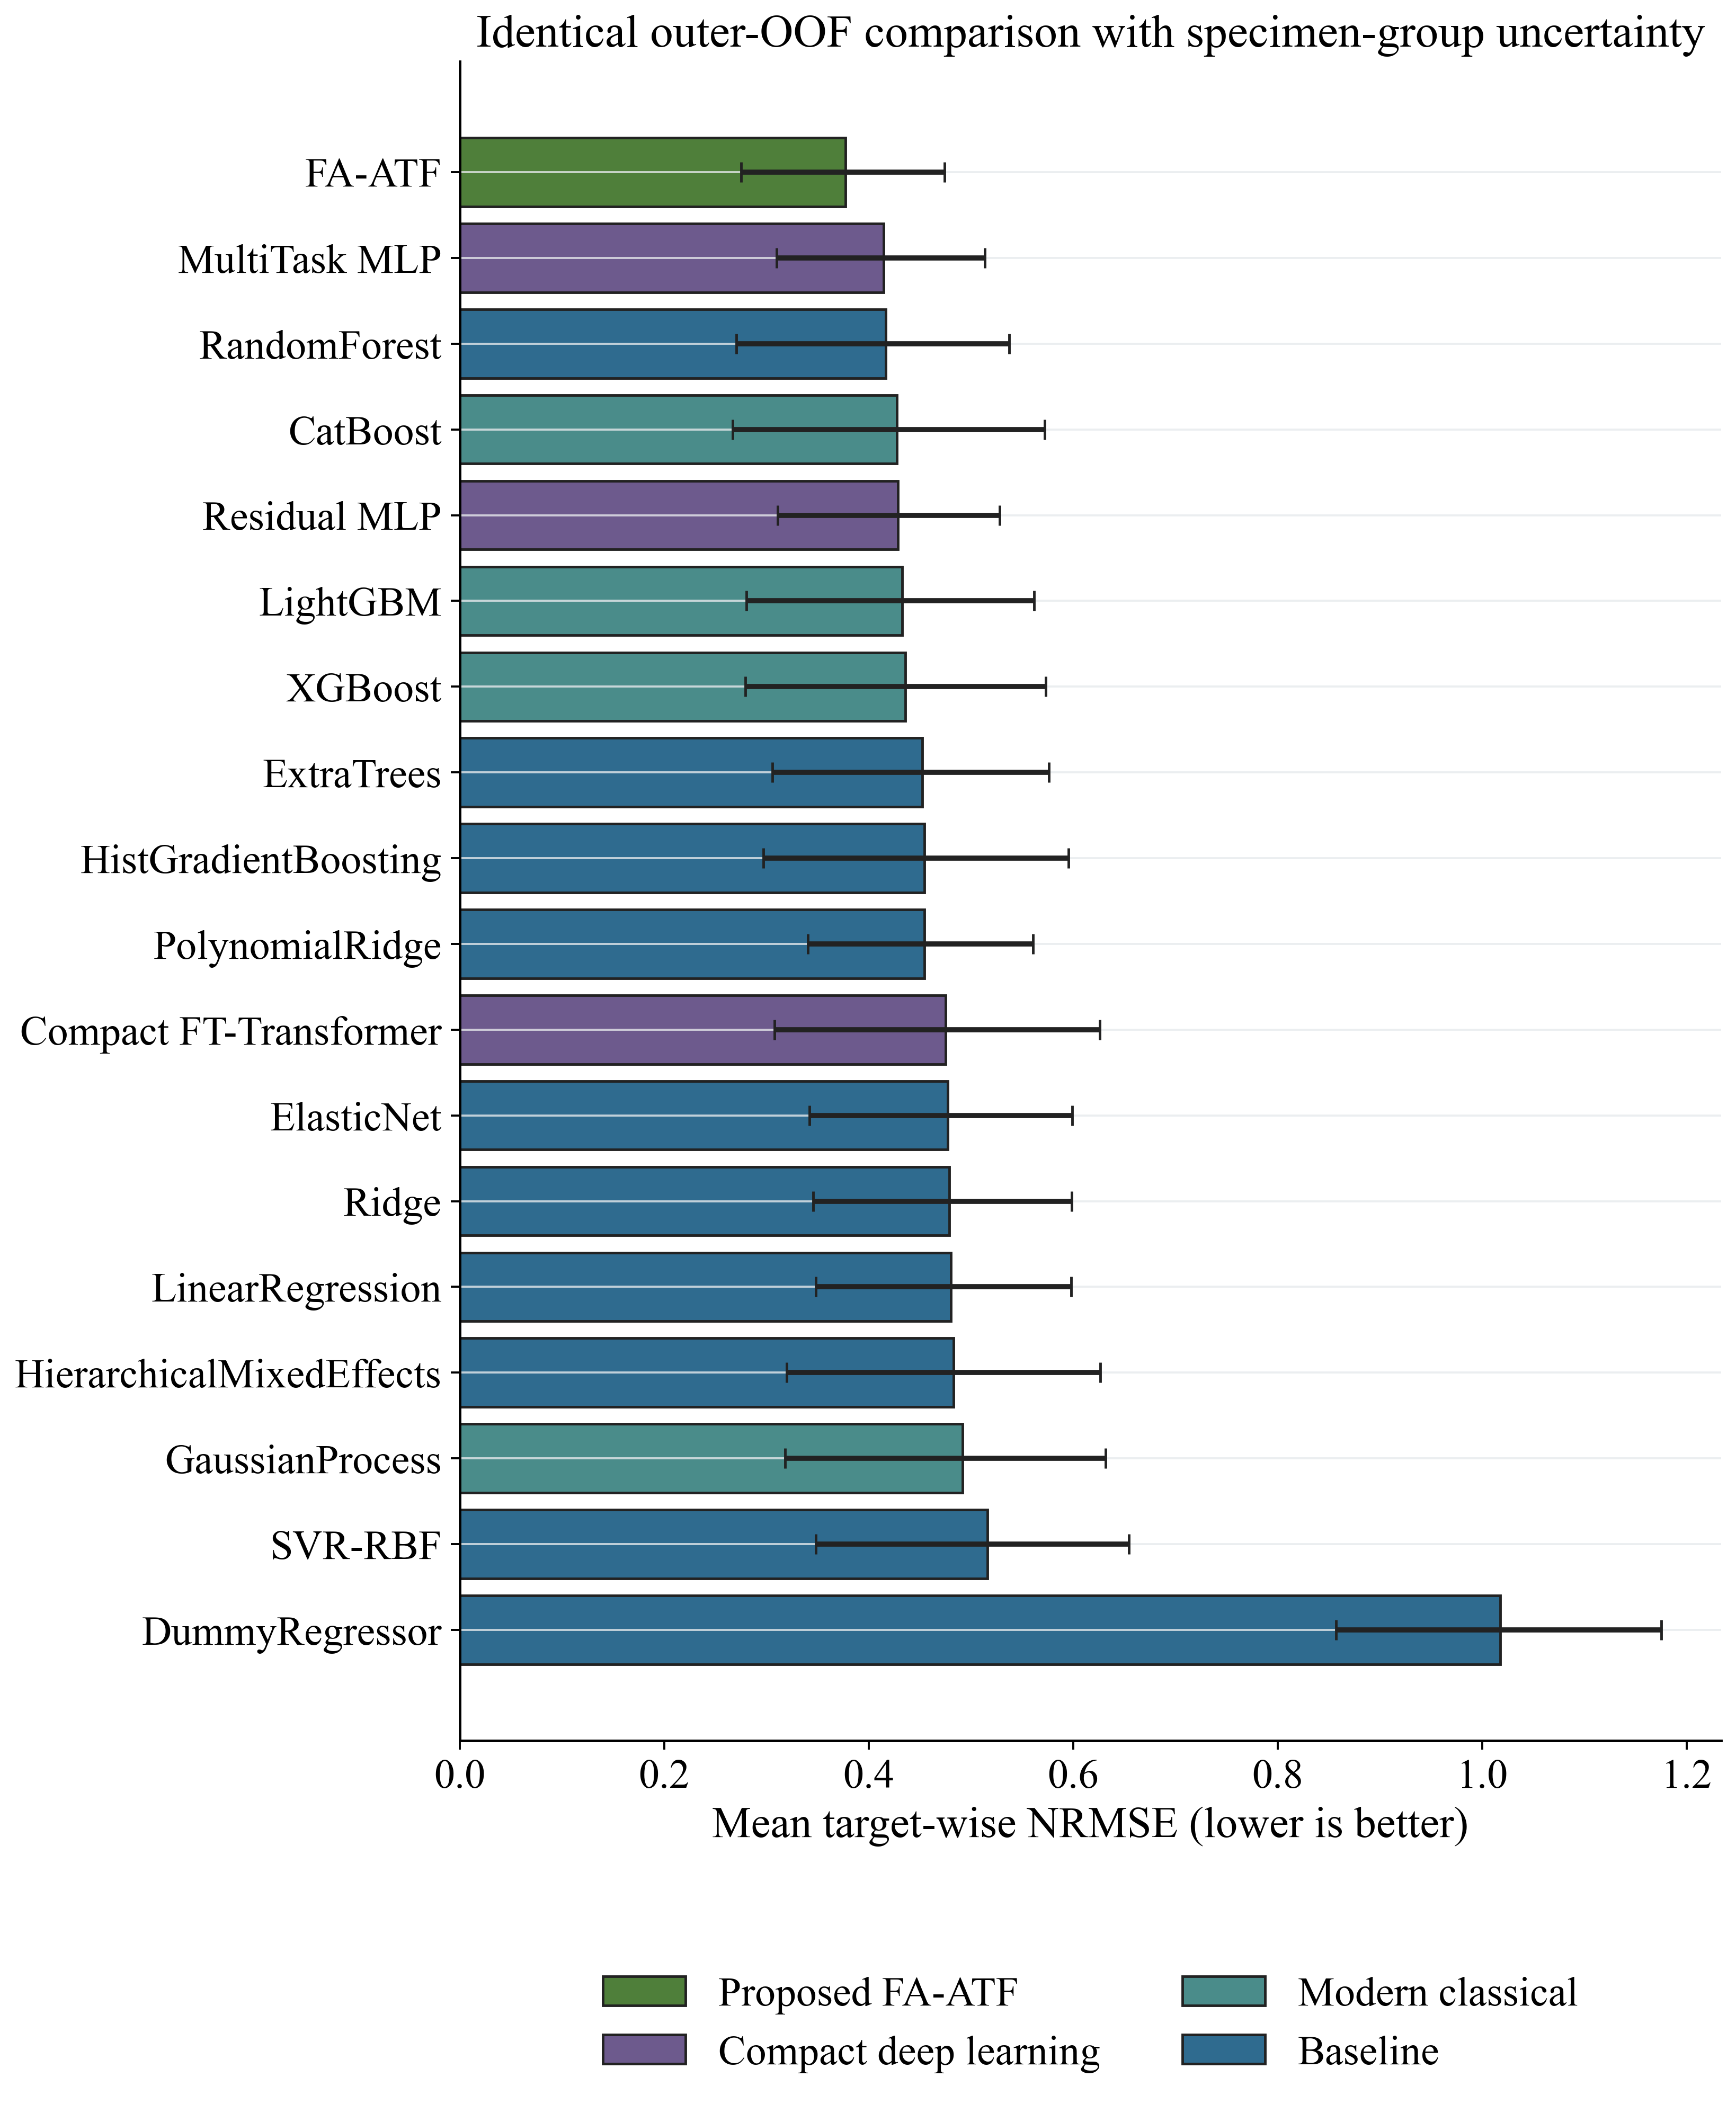 Identical outer-OOF comparison with specimen-group uncertainty
FA-ATF
MultiTask MLP
RandomForest
CatBoost
Residual MLP
LightGBM
XGBoost
ExtraTrees
HistGradientBoosting
PolynomialRidge
Compact FT-Transformer
ElasticNet
Ridge
LinearRegression
HierarchicalMixedEffects
GaussianProcess
SVR-RBF
DummyRegressor
0.0 0.2 0.4 0.6 0.8 1.0 1.2
Mean target-wise NRMSE (lower is better)
Proposed FA-ATF
Compact deep learning
Modern classical
Baseline